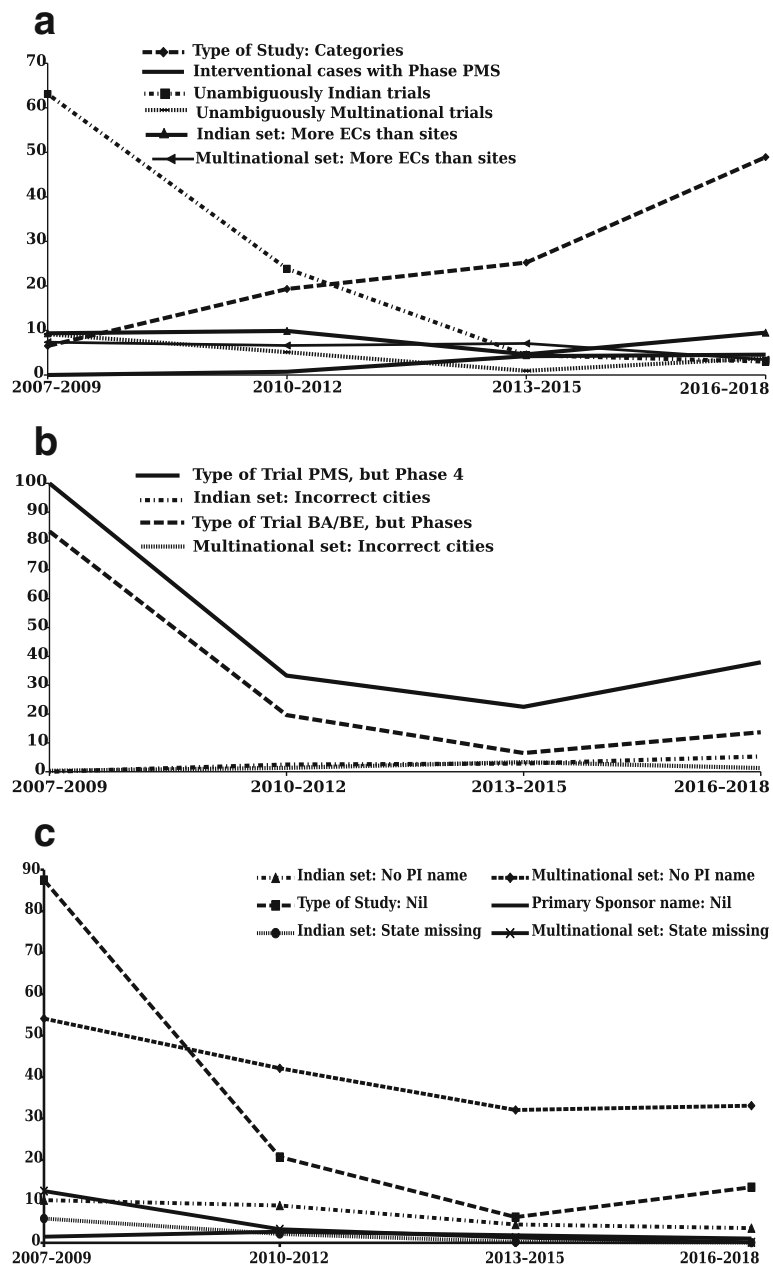 a
Type of Study: Categories
Interventional cases with Phase PMS
Unambiguously Indian trials
Unambiguously Multinational trials
Indian set: More ECs than sites
Multinational set: More ECs than sites
70
60
50
40
30
20
10
0
2007–2009 2010–2012 2013–2015 2016–2018
b
Type of Trial PMS, but Phase 4
Indian set: Incorrect cities
Type of Trial BA/BE, but Phases
Multinational set: Incorrect cities
100
90
80
70
60
50
40
30
20
10
0
2007–2009 2010–2012 2013–2015 2016–2018
c
Indian set: No PI name Multinational set: No PI name
Type of Study: Nil Primary Sponsor name: Nil
Indian set: State missing Multinational set: State missing
90
80
70
60
50
40
30
20
10
0
2007–2009 2010–2012 2013–2015 2016–2018